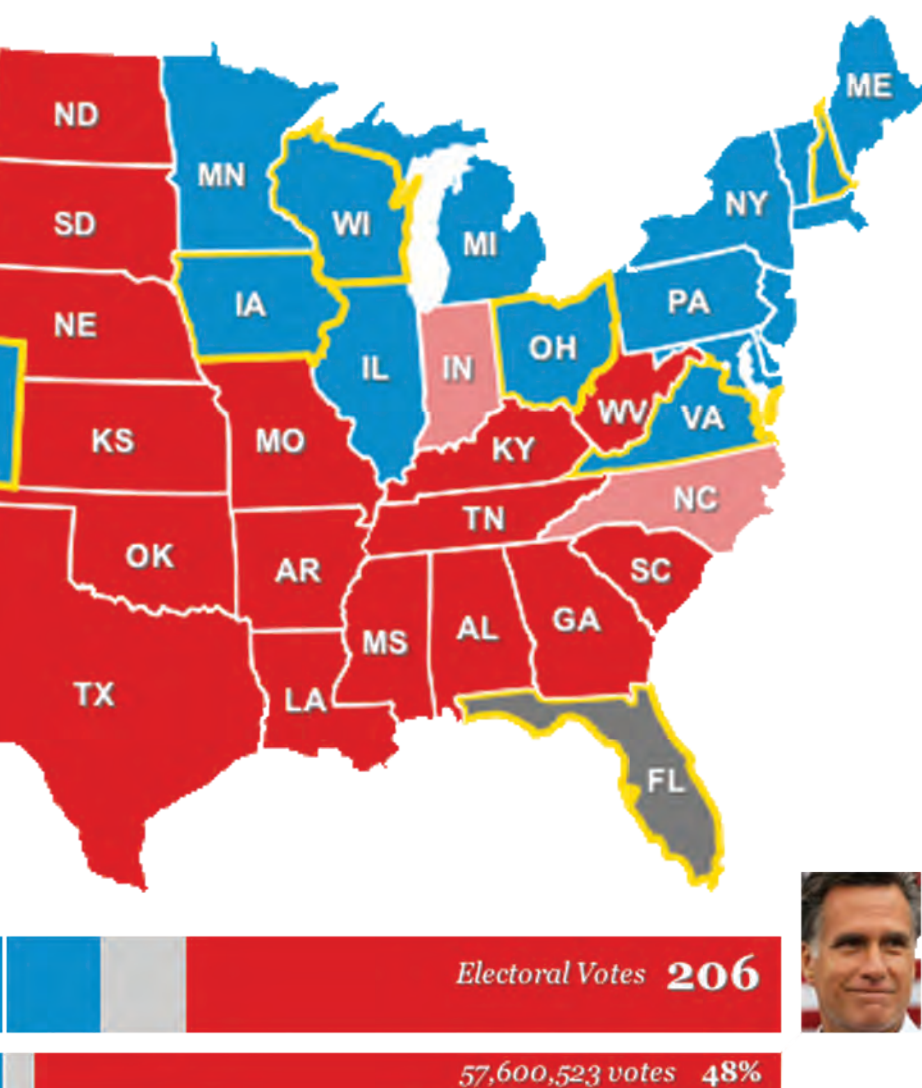 ME
ND
MN
NY
SD
WI
MI
IA
PA
NE
OH
IL
IN
WV
VA
KS
MO
KY
NC
TN
OK
AR
SC
GA
AL
MS
TX
LA
FL
Electoral Votes 206
57,600,523 votes 48%